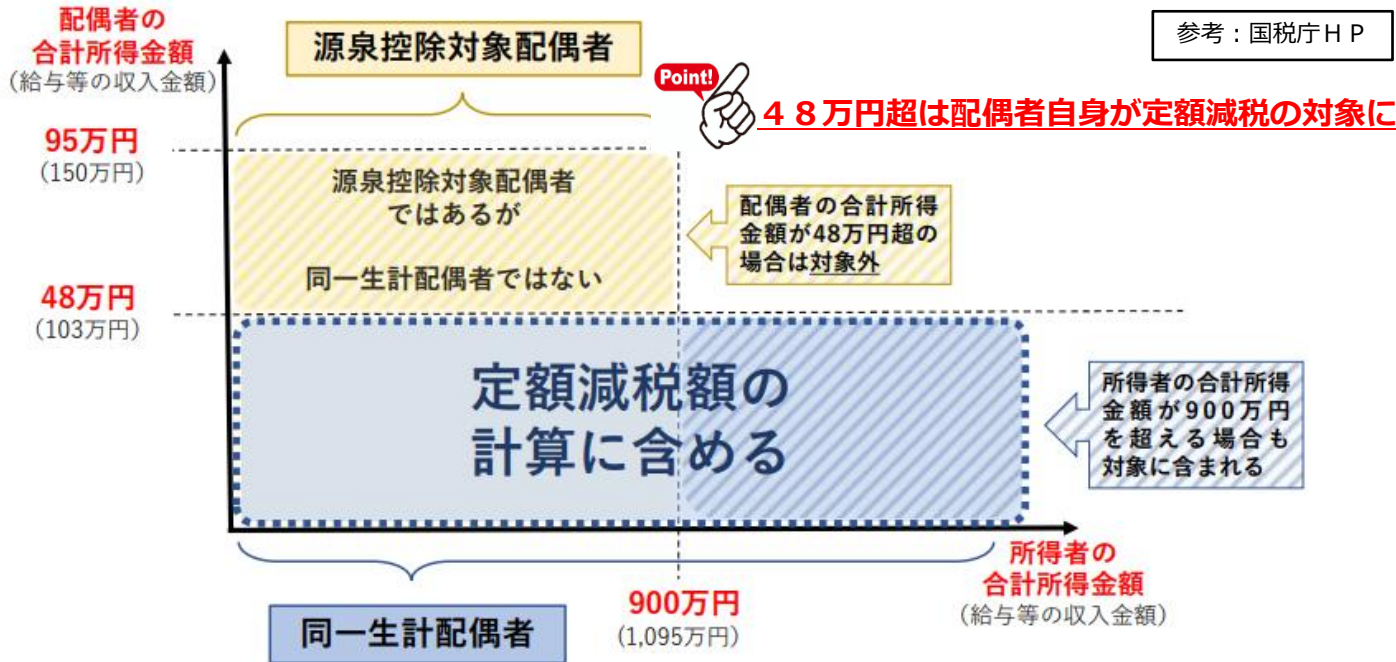 配偶者の
合計所得金額
（給与等の収入金額）
源泉控除対象配偶者
参考：国税庁ＨＰ
Point!
４８万円超は配偶者自身が定額減税の対象に
95万円
（150万円）
源泉控除対象配偶者
ではあるが
同一生計配偶者ではない
配偶者の合計所得
金額が48万円超の
場合は対象外
48万円
（103万円）
定額減税額の
計算に含める
所得者の合計所得
金額が900万円
を超える場合も
対象に含まれる
所得者の
合計所得金額
（給与等の収入金額）
900万円
（1,095万円）
同一生計配偶者